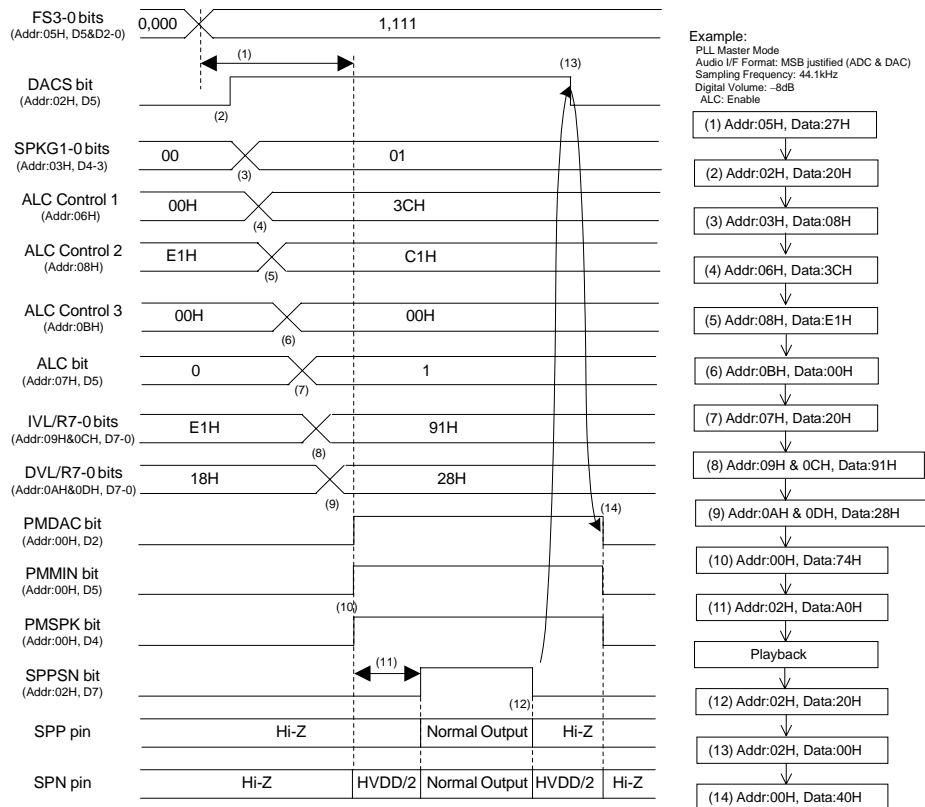 FS3-0 bits
(Addr:05H, D5&D2-0)
0,000
1,111
(1)
(13)
DACS bit
(Addr:02H, D5)
(2)
SPKG1-0 bits
(Addr:03H, D4-3)
00
01
(3)
ALC Control 1
(Addr:06H)
00H
3CH
(4)
ALC Control 2
(Addr:08H)
E1H
C1H
(5)
ALC Control 3
(Addr:0BH)
00H
00H
(6)
ALC bit
(Addr:07H, D5)
0
1
(7)
IVL/R7-0 bits
(Addr:09H&0CH, D7-0)
E1H
91H
(8)
DVL/R7-0 bits
(Addr:0AH&0DH, D7-0)
18H
28H
(9)
PMDAC bit
(Addr:00H, D2)
(14)
PMMIN bit
(Addr:00H, D5)
(10)
PMSPK bit
(Addr:00H, D4)
(11)
SPPSN bit
(Addr:02H, D7)
(12)
SPP pin
Hi-Z
Normal Output
Hi-Z
SPN pin
Hi-Z
HVDD/2
Normal Output
HVDD/2
Hi-Z
Example:
PLL Master Mode
Audio I/F Format: MSB justified (ADC & DAC)
Sampling Frequency: 44.1kHz
Digital Volume: −8dB
ALC: Enable
(1) Addr:05H, Data:27H
(2) Addr:02H, Data:20H
(3) Addr:03H, Data:08H
(4) Addr:06H, Data:3CH
(5) Addr:08H, Data:E1H
(6) Addr:0BH, Data:00H
(7) Addr:07H, Data:20H
(8) Addr:09H & 0CH, Data:91H
(9) Addr:0AH & 0DH, Data:28H
(10) Addr:00H, Data:74H
(11) Addr:02H, Data:A0H
Playback
(12) Addr:02H, Data:20H
(13) Addr:02H, Data:00H
(14) Addr:00H, Data:40H